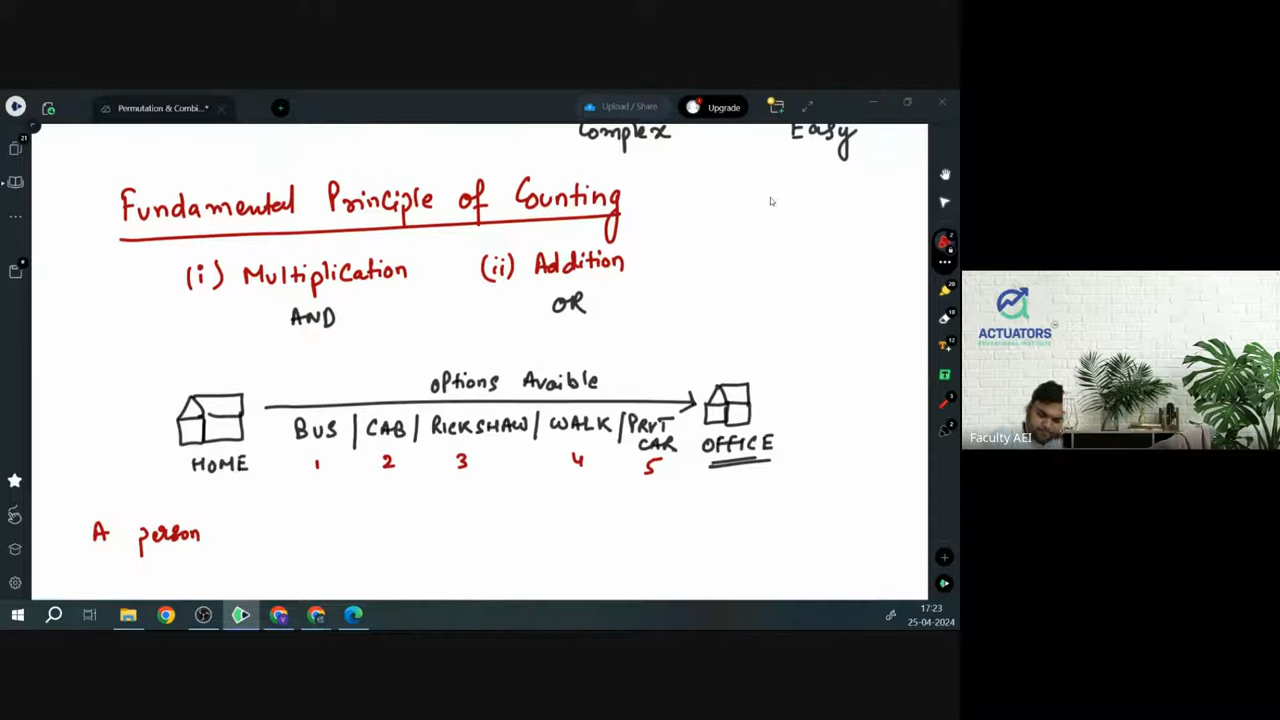 Permutation & Combi...*
Upload / Share
Upgrade
Complex Easy
Fundamental Principle of Counting
(i) Multiplication (ii) Addition
AND OR
Options Avaible
BUS | CAB | RICKSHAW | WALK | PRVT CAR
HOME OFFICE
1 2 3 4 5
A person
ACTUATORS
EDUCATIONAL INSTITUTE
Faculty AEI
17:23
25-04-2024